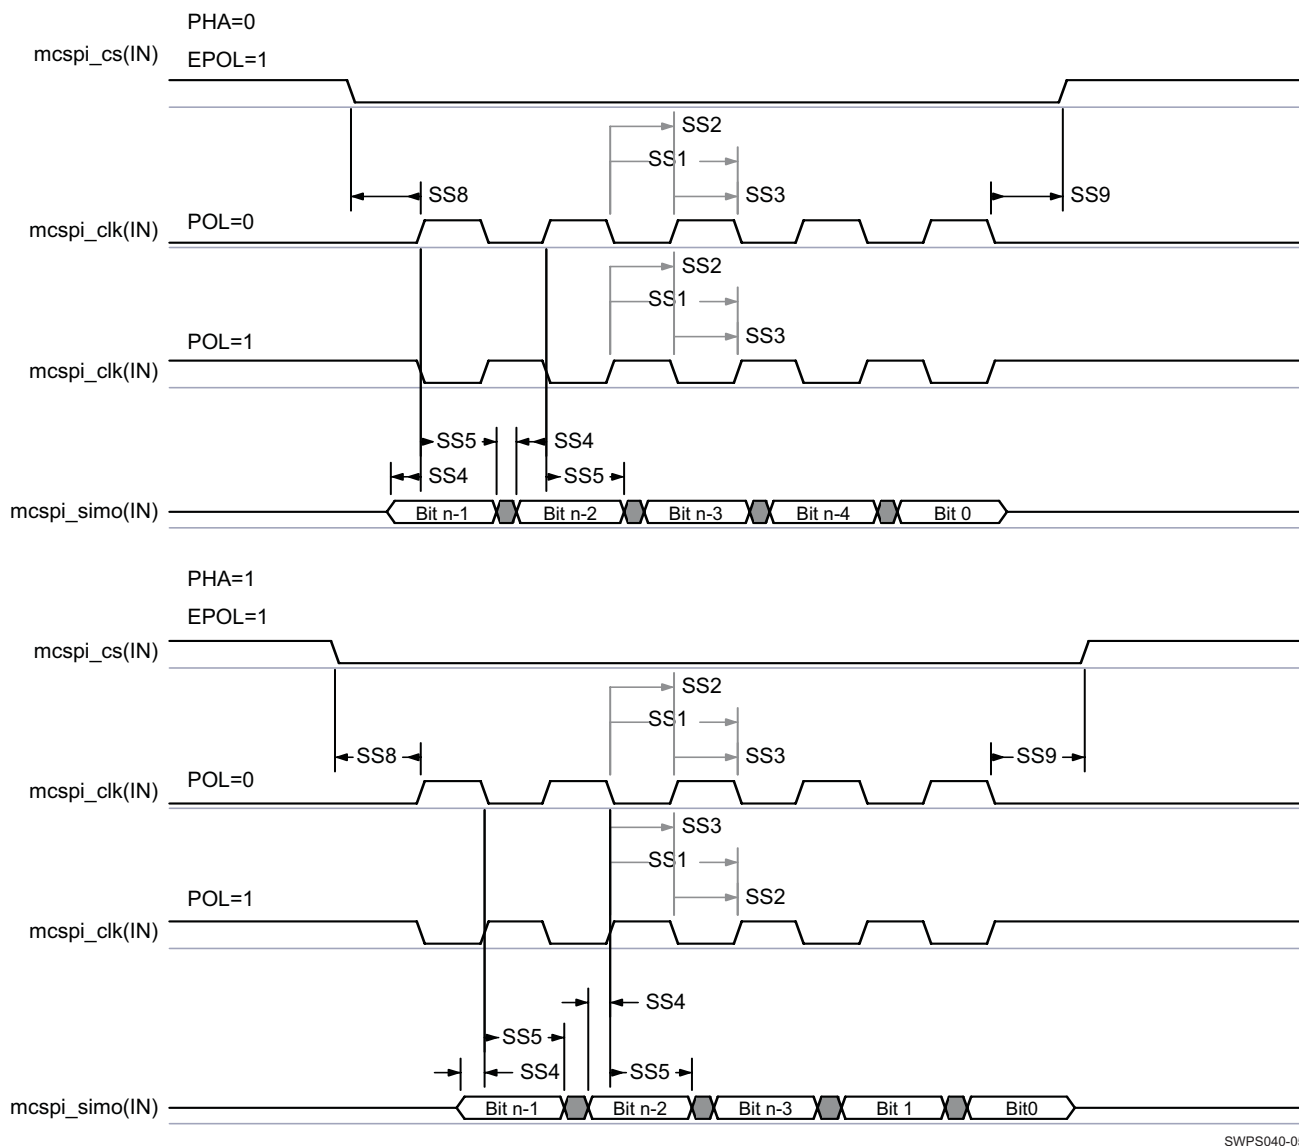 PHA=0
mcspi_cs(IN)
EPOL=1
SS2
SS1
SS8
SS3
SS9
POL=0
mcspi_clk(IN)
SS2
SS1
SS3
POL=1
mcspi_clk(IN)
SS5
SS4
SS4
SS5
mcspi_simo(IN)
Bit n-1
Bit n-2
Bit n-3
Bit n-4
Bit 0
PHA=1
EPOL=1
mcspi_cs(IN)
SS2
SS1
SS8
SS3
SS9
POL=0
mcspi_clk(IN)
SS3
SS1
SS2
POL=1
mcspi_clk(IN)
SS4
SS5
SS4
SS5
mcspi_simo(IN)
Bit n-1
Bit n-2
Bit n-3
Bit 1
Bit0